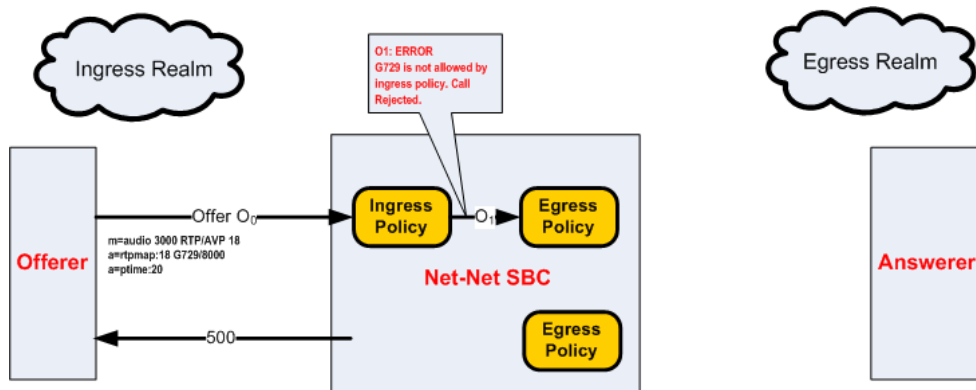 Ingress Realm
O1: ERROR
G729 is not allowed by
ingress policy. Call
Rejected.
Egress Realm
Offerer
Offer O0
m=audio 3000 RTP/AVP 18
a=rtpmap:18 G729/8000
a=ptime:20
Ingress
Policy
O1
Egress
Policy
Net-Net SBC
Answerer
500
Egress
Policy